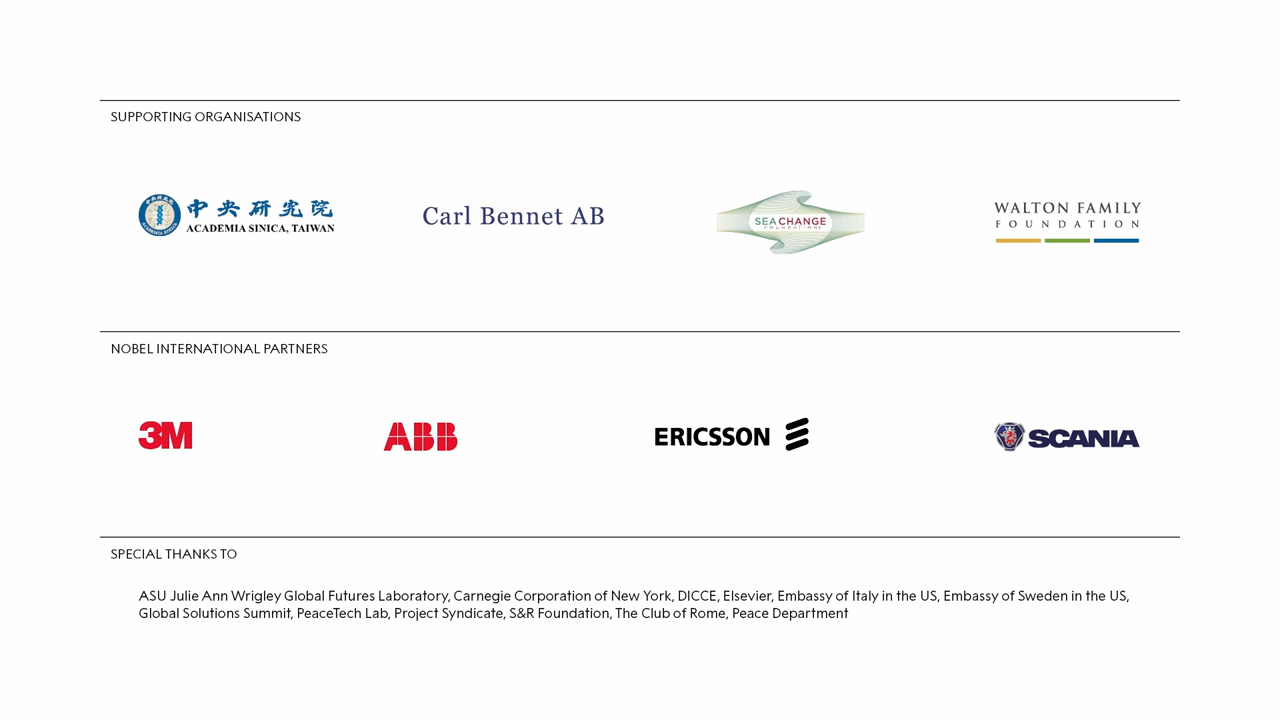 SUPPORTING ORGANISATIONS
中央研究院
ACADEMIA SINICA, TAIWAN
Carl Bennet AB
SEACHANGE
FOUNDATION
WALTON FAMILY
FOUNDATION
NOBEL INTERNATIONAL PARTNERS
3M
ABB
ERICSSON
SCANIA
SPECIAL THANKS TO
ASU Julie Ann Wrigley Global Futures Laboratory, Carnegie Corporation of New York, DICCE, Elsevier, Embassy of Italy in the US, Embassy of Sweden in the US,
Global Solutions Summit, PeaceTech Lab, Project Syndicate, S&R Foundation, The Club of Rome, Peace Department